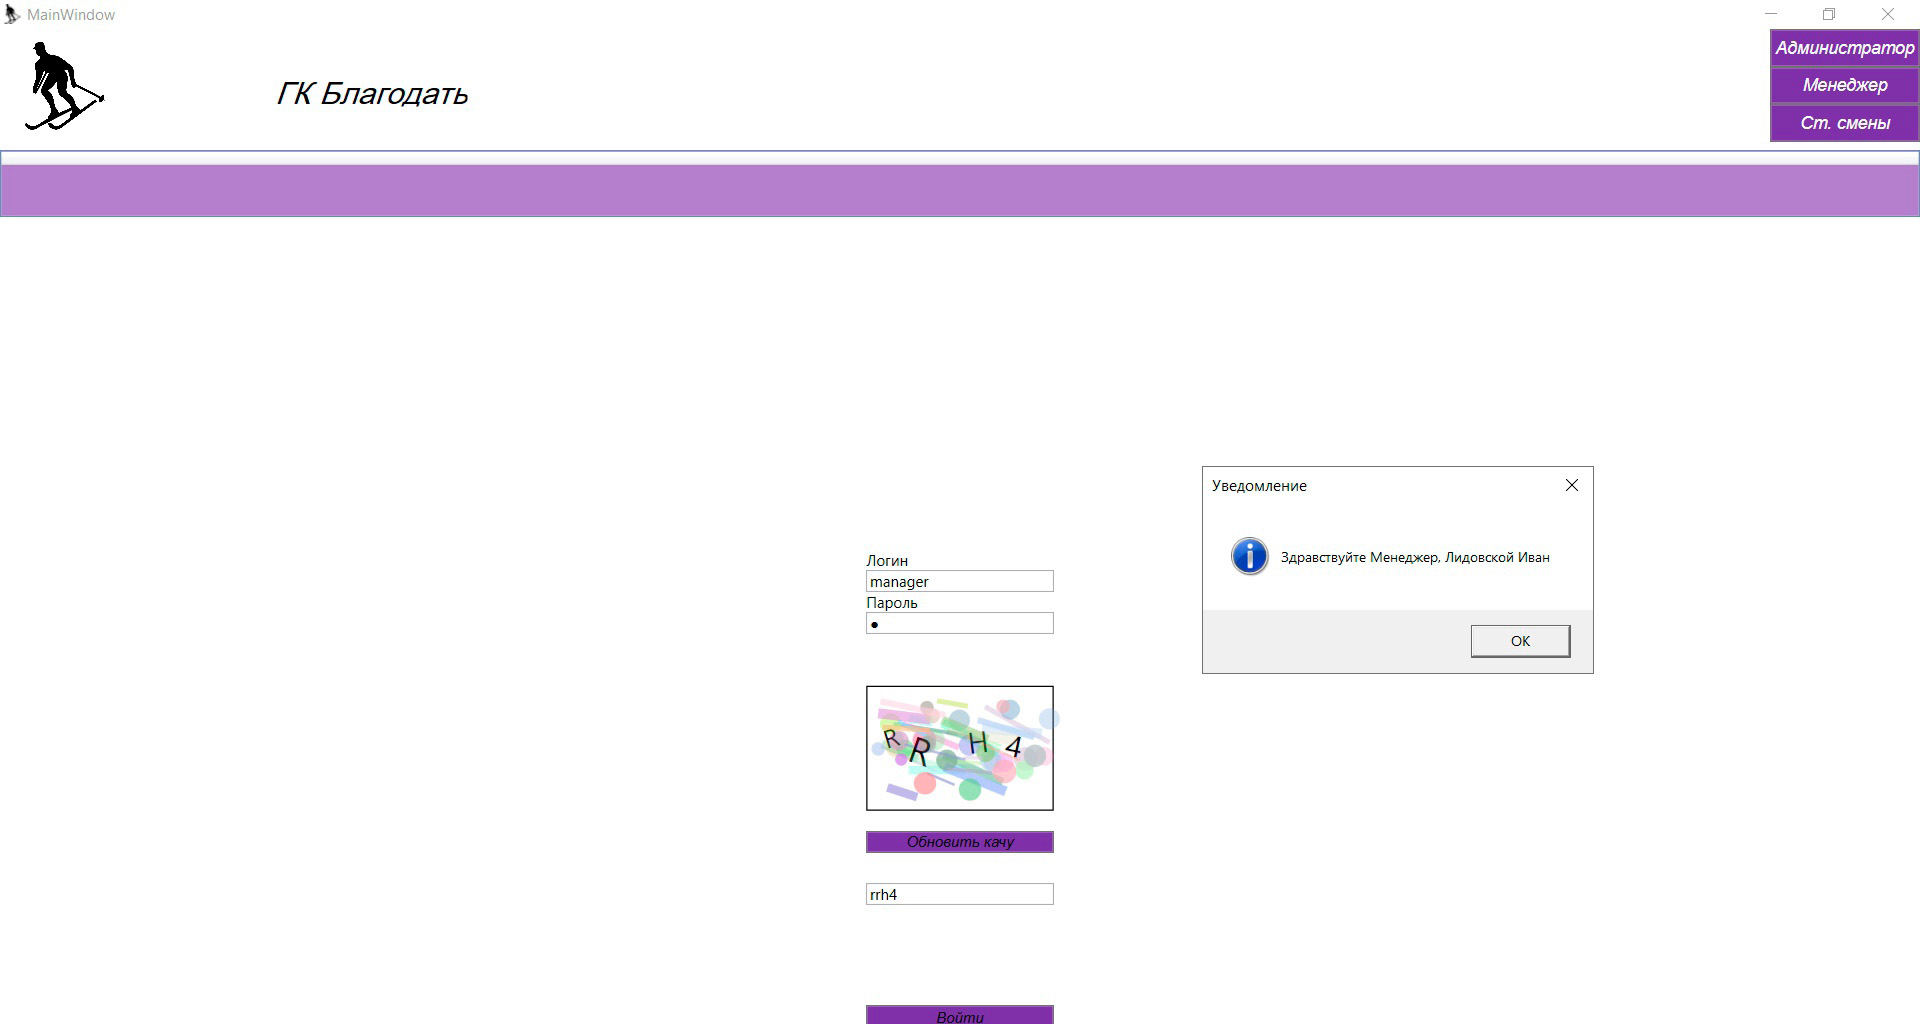 MainWindow
Администратор
ГК Благодать
Менеджер
Ст. смены
Уведомление
Здравствуйте Менеджер, Лидовской Иван
OK
Логин
manager
Пароль
R R H 4
Обновить качу
rrh4
Войти